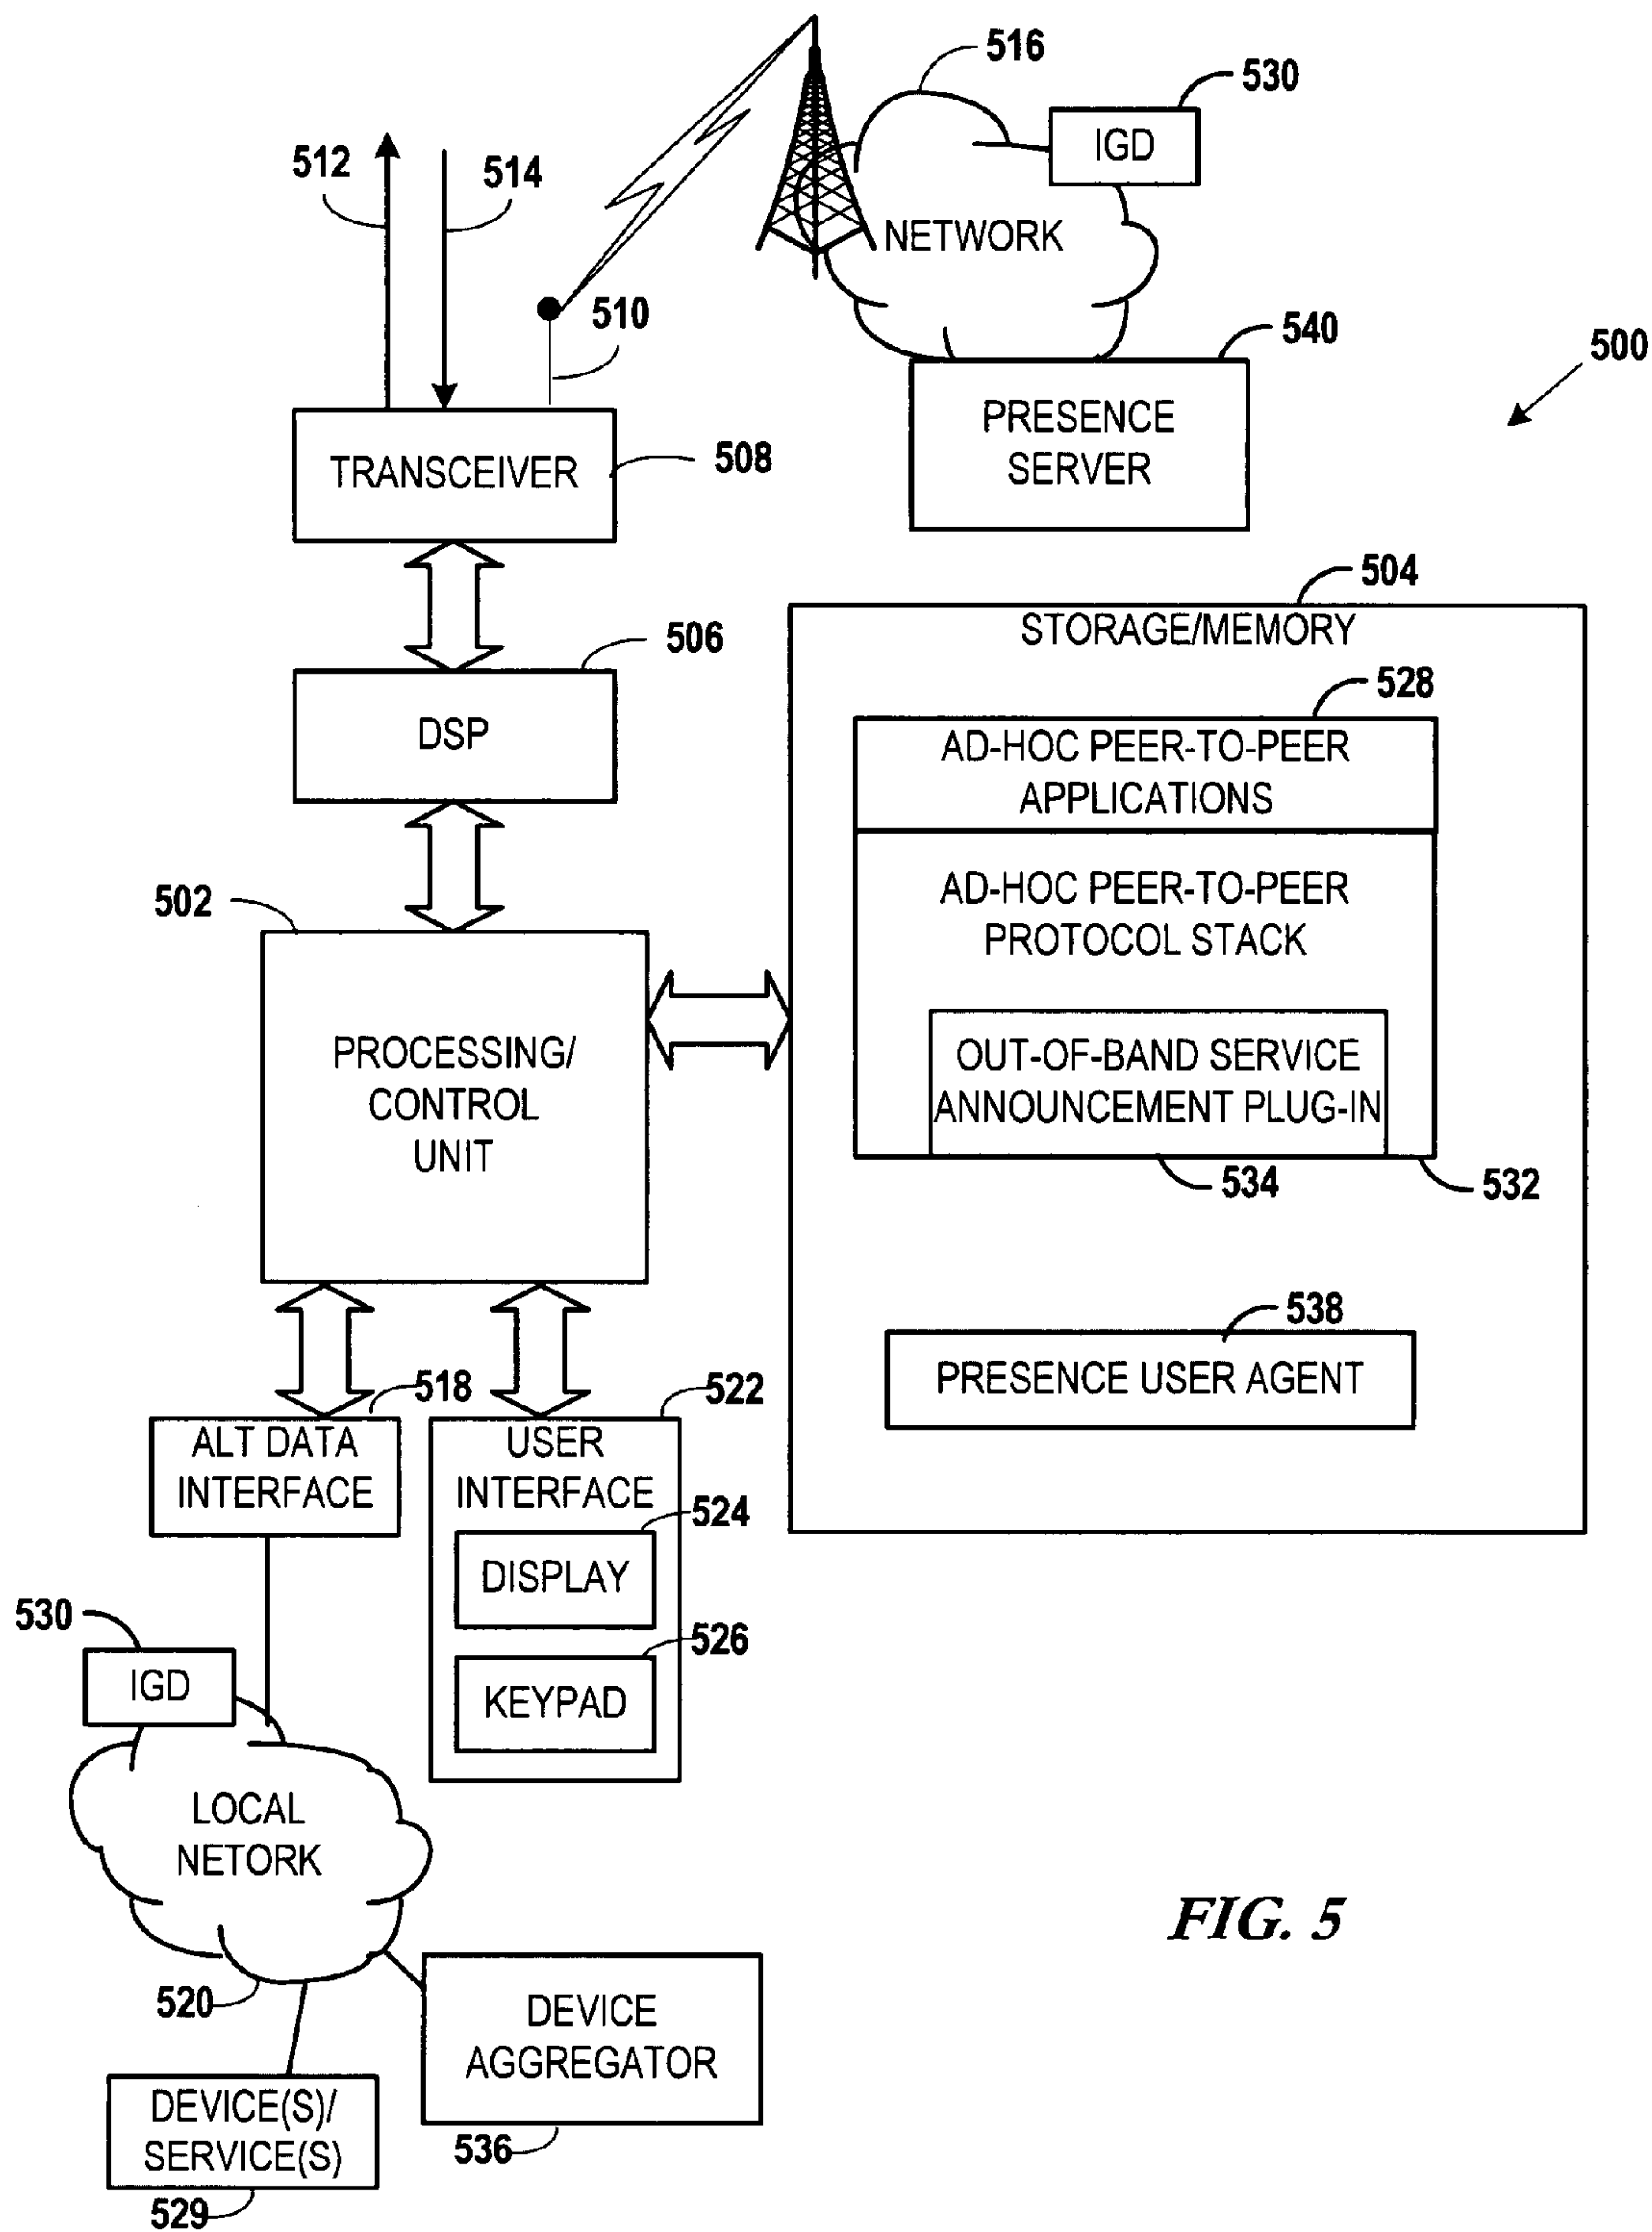 516
530
IGD
512
514
NETWORK
510
540
500
PRESENCE
SERVER
TRANSCEIVER
508
504
STORAGE/MEMORY
506
528
DSP
AD-HOC PEER-TO-PEER
APPLICATIONS
502
AD-HOC PEER-TO-PEER
PROTOCOL STACK
PROCESSING/
CONTROL
UNIT
OUT-OF-BAND SERVICE
ANNOUNCEMENT PLUG-IN
534
532
538
PRESENCE USER AGENT
518
522
ALT DATA
INTERFACE
USER
INTERFACE
524
DISPLAY
530
526
IGD
KEYPAD
LOCAL
NETORK
FIG. 5
520
DEVICE
AGGREGATOR
DEVICE(S)/
SERVICE(S)
536
529